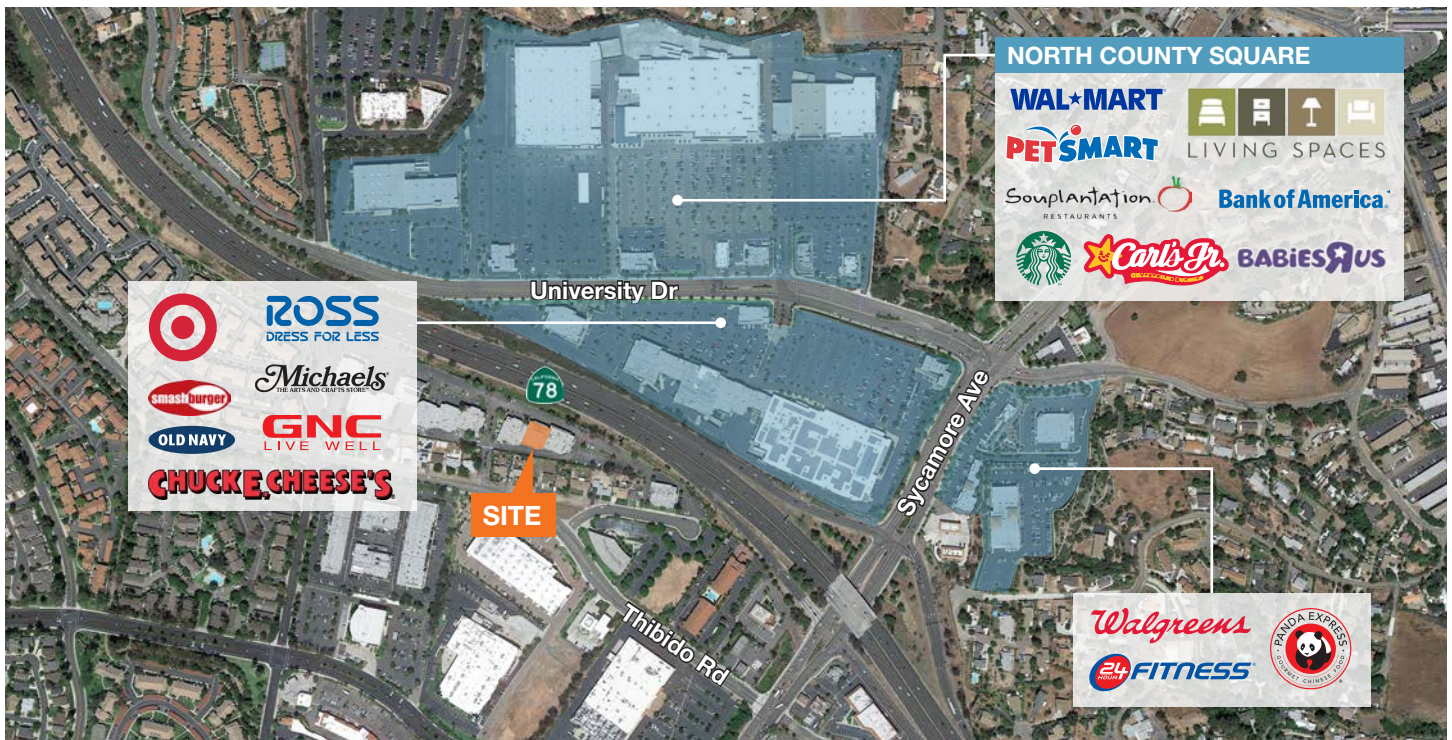 NORTH COUNTY SQUARE
WAL★MART
PETSMART
LIVING SPACES
Souplantation
RESTAURANTS
Bank of America
Carl's Jr.
BABIESRUS
University Dr
ROSS
DRESS FOR LESS
smashburger
Michaels
THE ARTS AND CRAFTS STORE
OLD NAVY
GNC
LIVE WELL
CHUCK E. CHEESE'S
CALIFORNIA
78
SITE
Sycamore Ave
Thibido Rd
Walgreens
24
HOUR
FITNESS
PANDA EXPRESS
GOURMET CHINESE FOOD